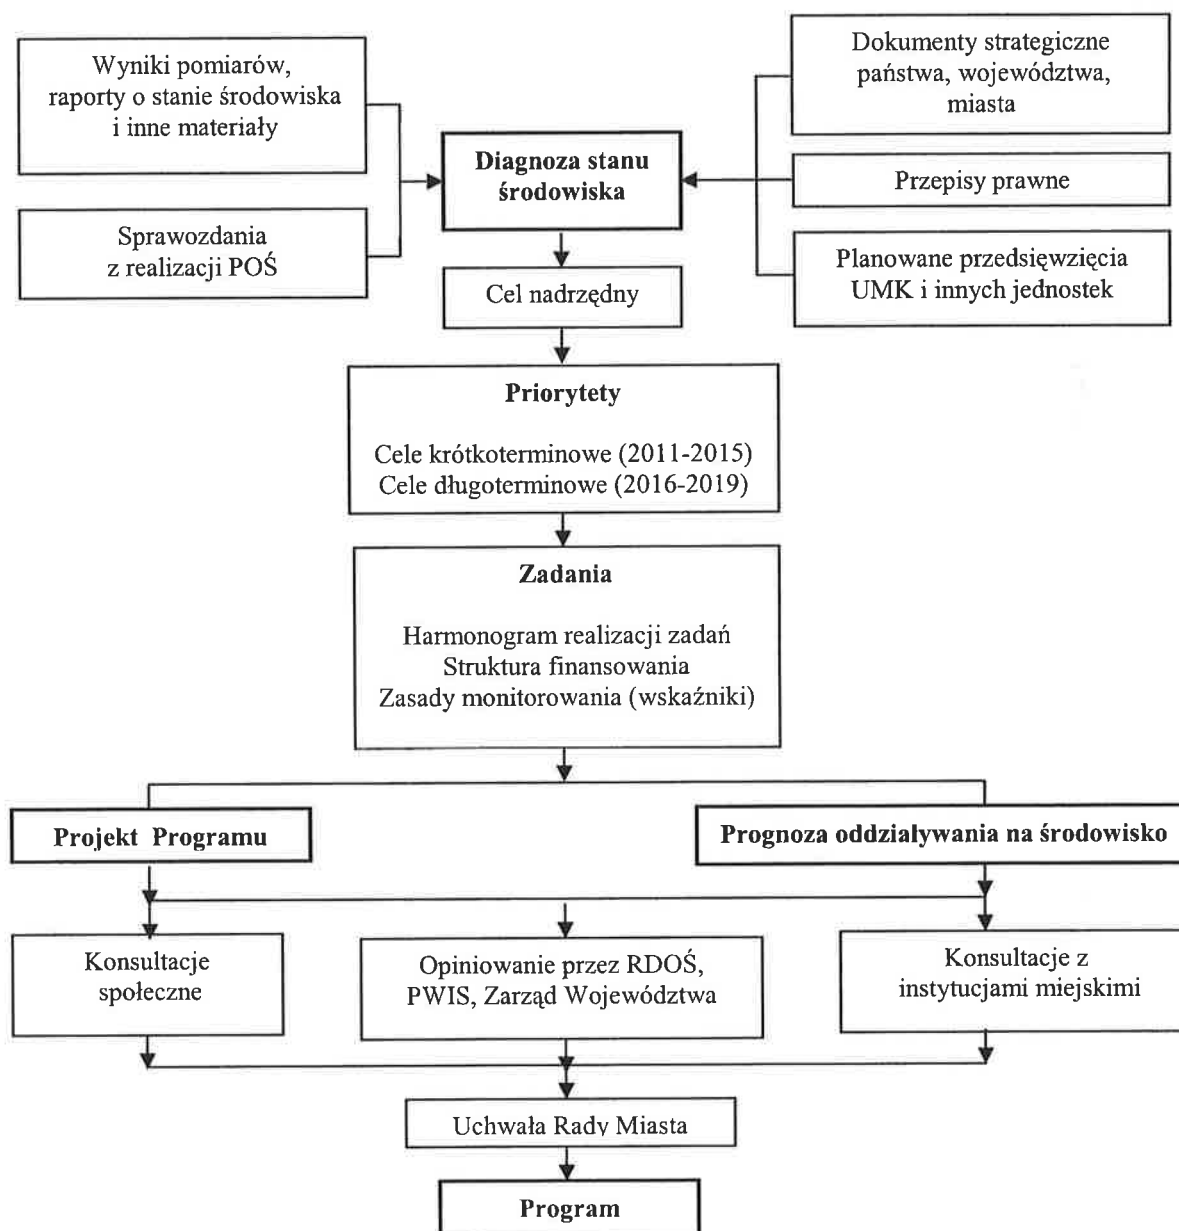 Wyniki pomiarów,
raporty o stanie środowiska
i inne materiały
Dokumenty strategiczne
państwa, województwa,
miasta
Diagnoza stanu
środowiska
Przepisy prawne
Sprawozdania
z realizacji POŚ
Planowane przedsięwzięcia
UMK i innych jednostek
Cel nadrzędny
Priorytety
Cele krótkoterminowe (2011-2015)
Cele długoterminowe (2016-2019)
Zadania
Harmonogram realizacji zadań
Struktura finansowania
Zasady monitorowania (wskaźniki)
Projekt Programu
Prognoza oddziaływania na środowisko
Konsultacje
społeczne
Opiniowanie przez RDOŚ,
PWIS, Zarząd Województwa
Konsultacje z
instytucjami miejskimi
Uchwała Rady Miasta
Program